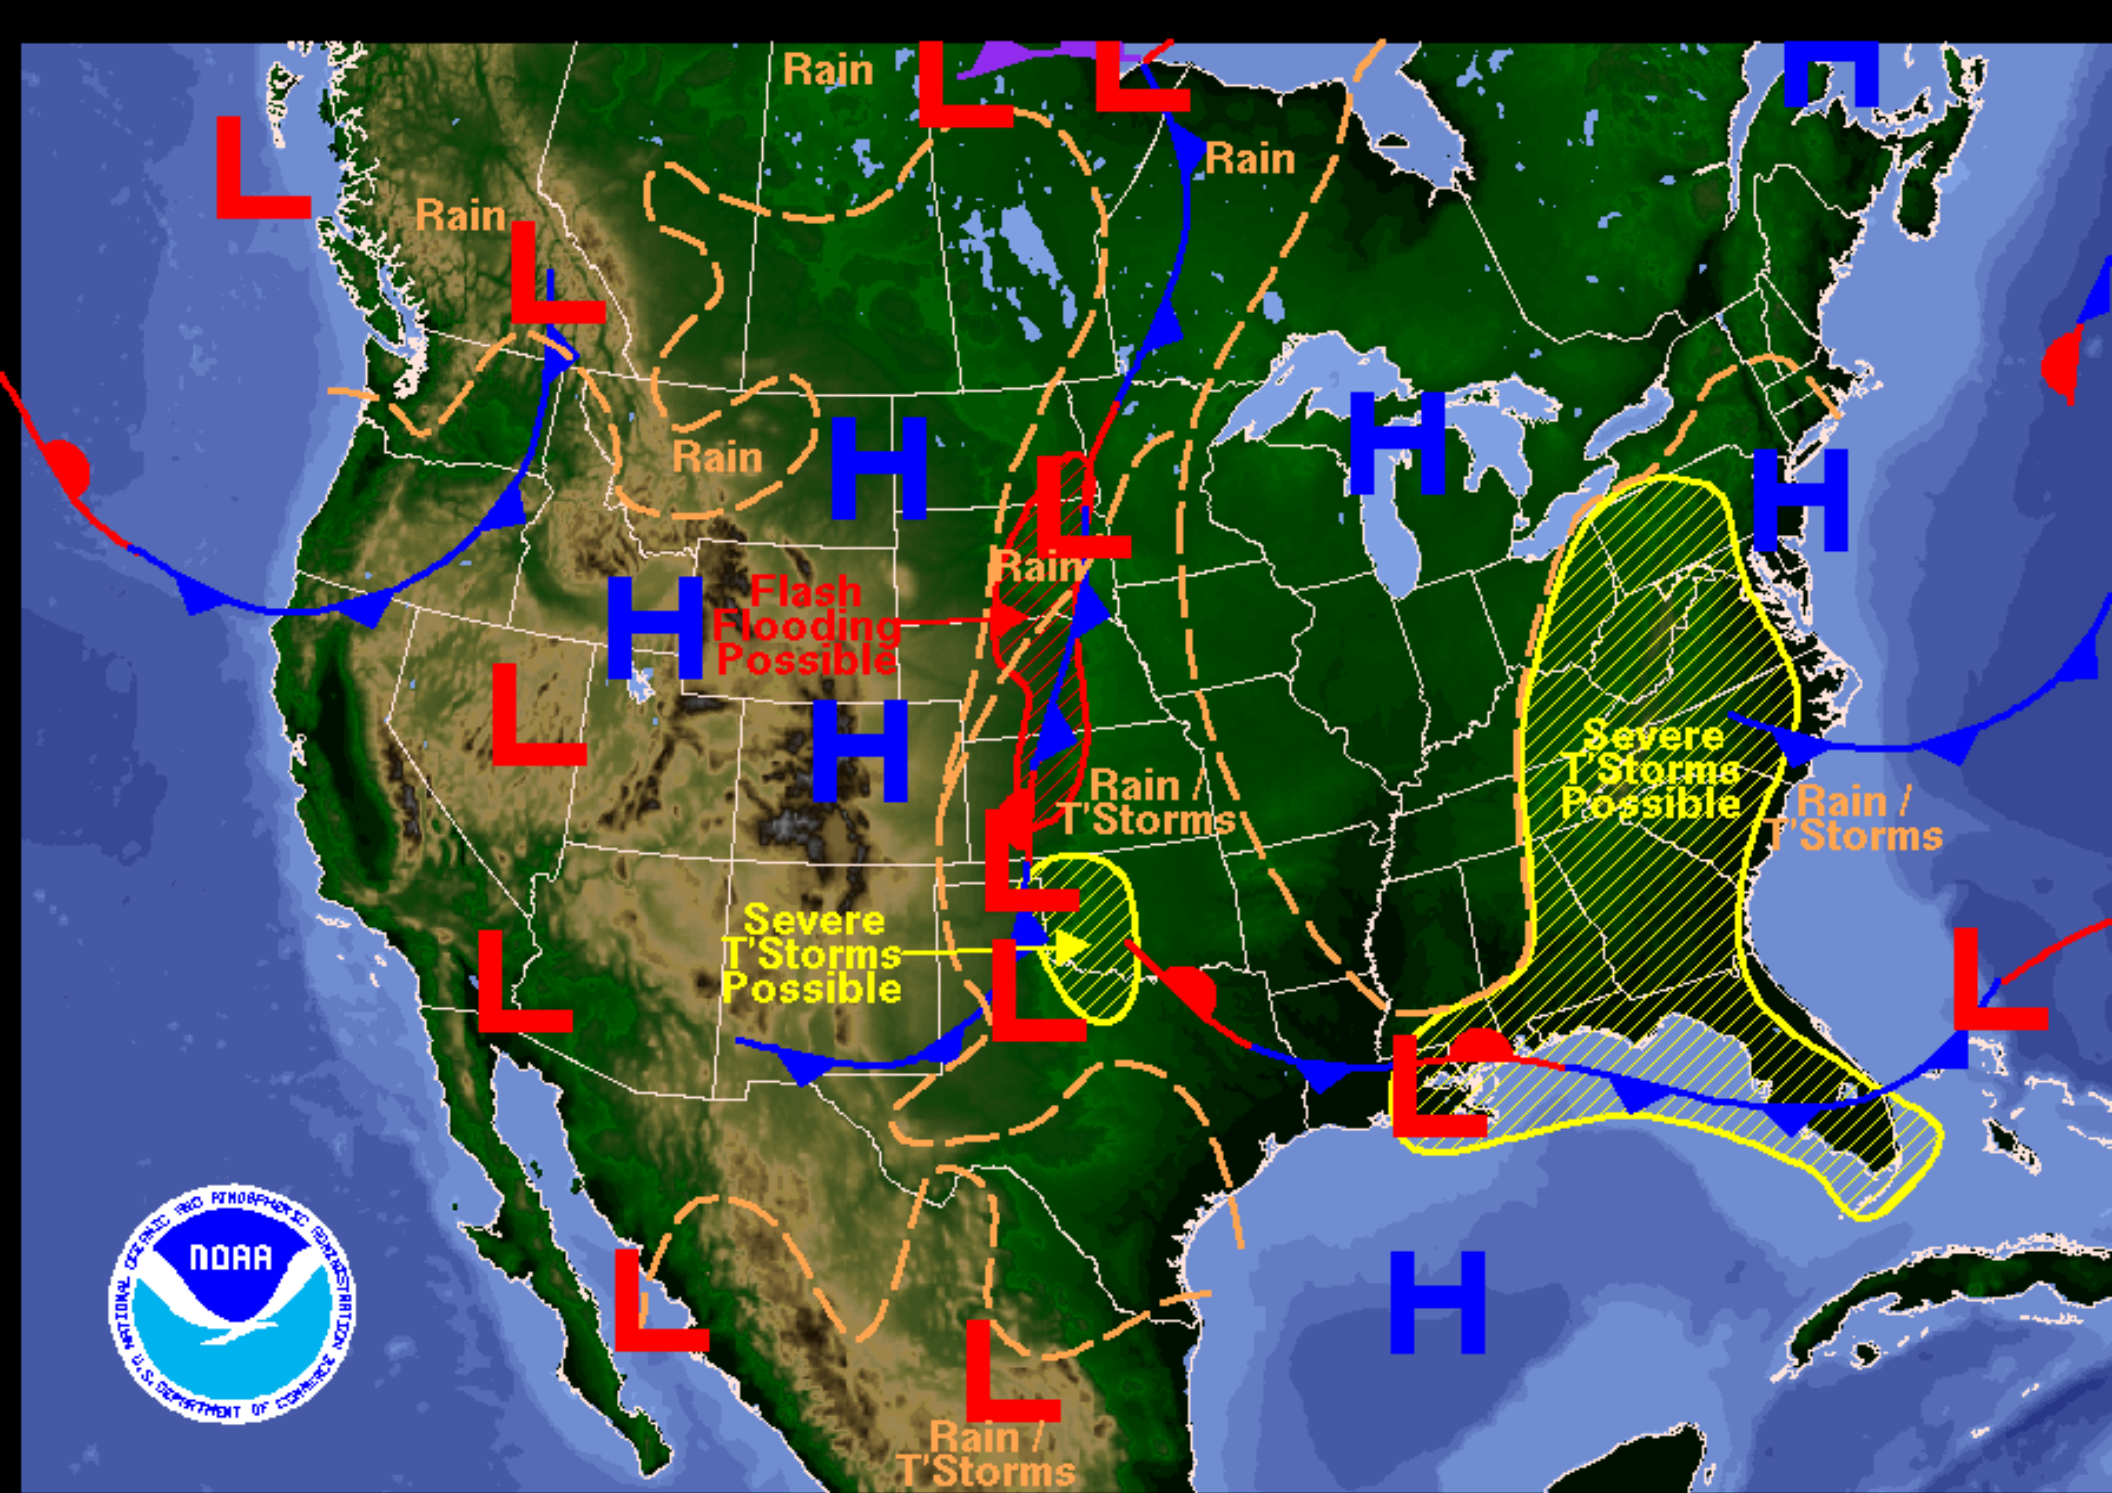 L
L
H
Rain
L
Rain
Rain
L
H
H
Rain
H
L
H
Rain
Flash
Flooding
Possible
H
L
H
Severe
T'Storms
Possible
Rain /
T'Storms
Rain /
T'Storms
L
Severe
T'Storms
Possible
L
L
L
L
NATIONAL OCEANIC AND ATMOSPHERIC ADMINISTRATION
NOAA
U.S. DEPARTMENT OF COMMERCE
L
H
L
Rain /
T'Storms